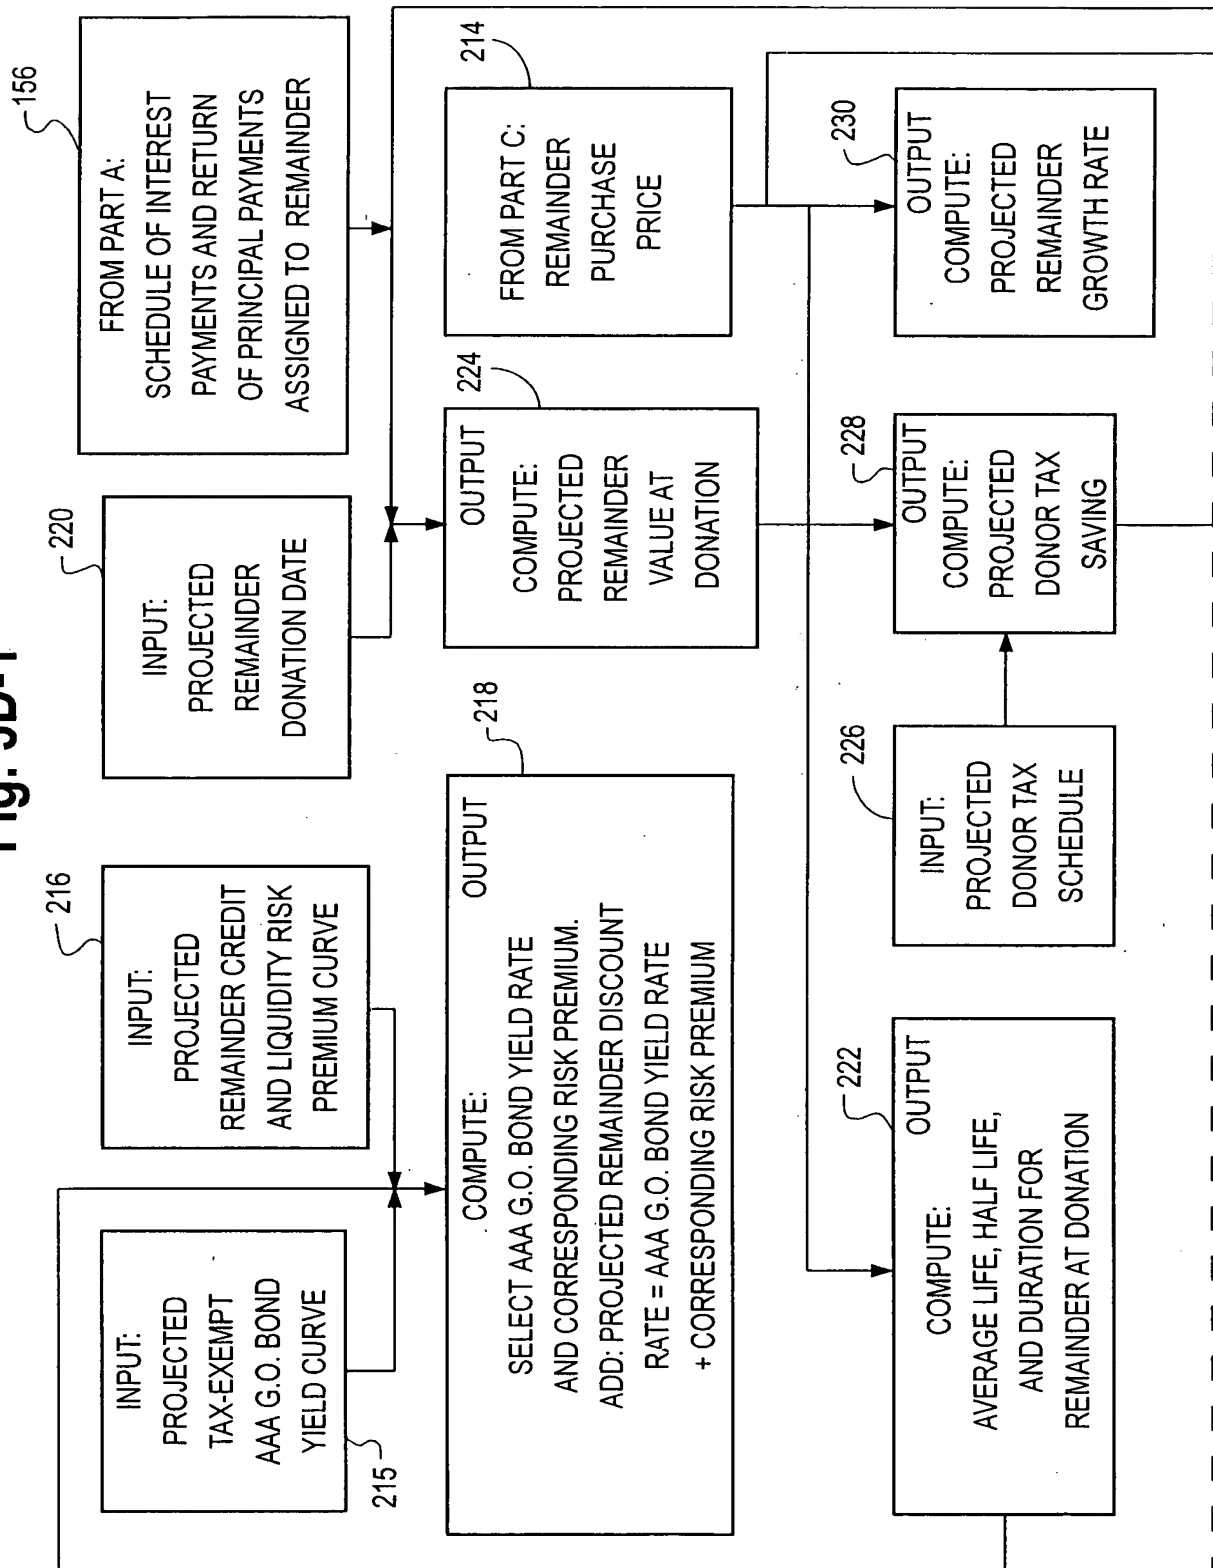 Fig. 3D-1
INPUT:
PROJECTED
TAX-EXEMPT
AAA G.O. BOND
YIELD CURVE
215
INPUT:
PROJECTED
REMAINDER CREDIT
AND LIQUIDITY RISK
PREMIUM CURVE
216
INPUT:
PROJECTED
REMAINDER
DONATION DATE
220
FROM PART A:
SCHEDULE OF INTEREST
PAYMENTS AND RETURN
OF PRINCIPAL PAYMENTS
ASSIGNED TO REMAINDER
156
COMPUTE:
OUTPUT
SELECT AAA G.O. BOND YIELD RATE
AND CORRESPONDING RISK PREMIUM.
ADD: PROJECTED REMAINDER DISCOUNT
RATE = AAA G.O. BOND YIELD RATE
+ CORRESPONDING RISK PREMIUM
218
OUTPUT
COMPUTE:
PROJECTED
REMAINDER
VALUE AT
DONATION
224
FROM PART C:
REMAINDER
PURCHASE
PRICE
214
OUTPUT
COMPUTE:
AVERAGE LIFE, HALF LIFE,
AND DURATION FOR
REMAINDER AT DONATION
222
INPUT:
PROJECTED
DONOR TAX
SCHEDULE
226
OUTPUT
COMPUTE:
PROJECTED
DONOR TAX
SAVING
228
OUTPUT
COMPUTE:
PROJECTED
REMAINDER
GROWTH RATE
230